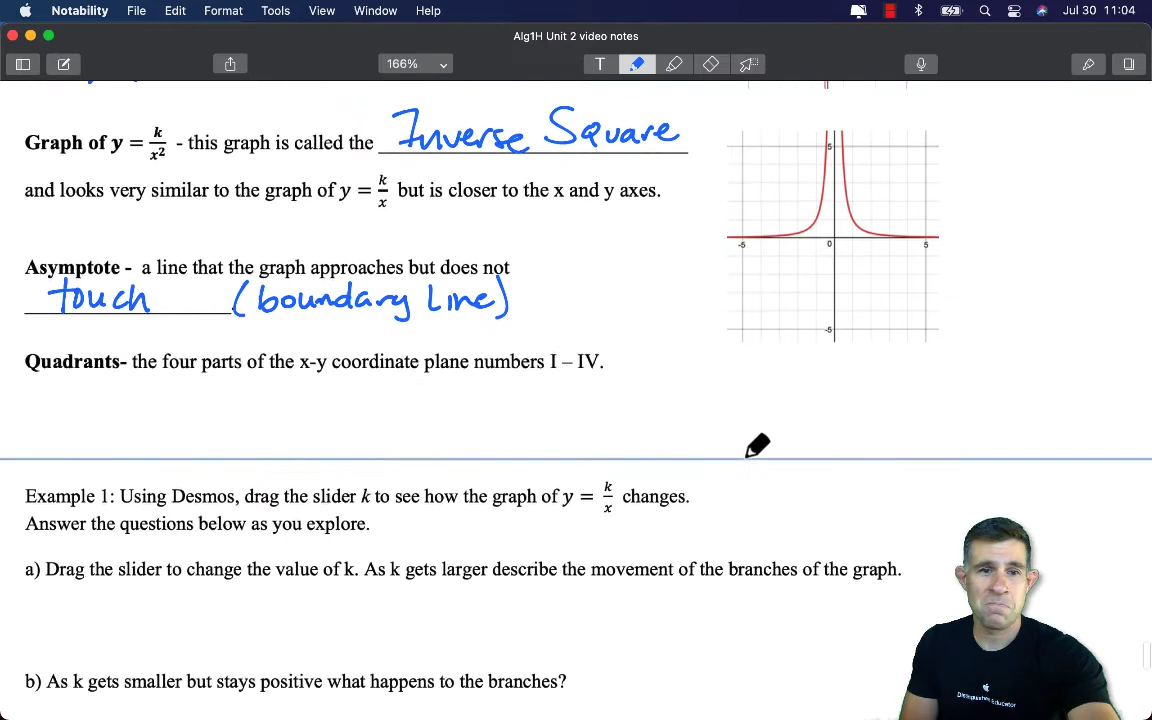 Notability File Edit Format Tools View Window Help Jul 30 11:04
Alg1H Unit 2 video notes
166% T
Graph of y = k/x² - this graph is called the Inverse Square
and looks very similar to the graph of y = k/x but is closer to the x and y axes.
5
-5 0 5
-5
Asymptote - a line that the graph approaches but does not
touch (boundary line)
Quadrants- the four parts of the x-y coordinate plane numbers I – IV.
Example 1: Using Desmos, drag the slider k to see how the graph of y = k/x changes.
Answer the questions below as you explore.
a) Drag the slider to change the value of k. As k gets larger describe the movement of the branches of the graph.
b) As k gets smaller but stays positive what happens to the branches?
Distinguished Educator